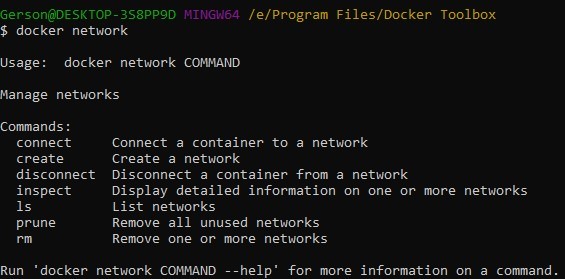 Gerson@DESKTOP-3S8PP9D MINGW64 /e/Program Files/Docker Toolbox
$ docker network
Usage:  docker network COMMAND
Manage networks
Commands:
  connect     Connect a container to a network
  create      Create a network
  disconnect  Disconnect a container from a network
  inspect     Display detailed information on one or more networks
  ls          List networks
  prune       Remove all unused networks
  rm          Remove one or more networks
Run 'docker network COMMAND --help' for more information on a command.